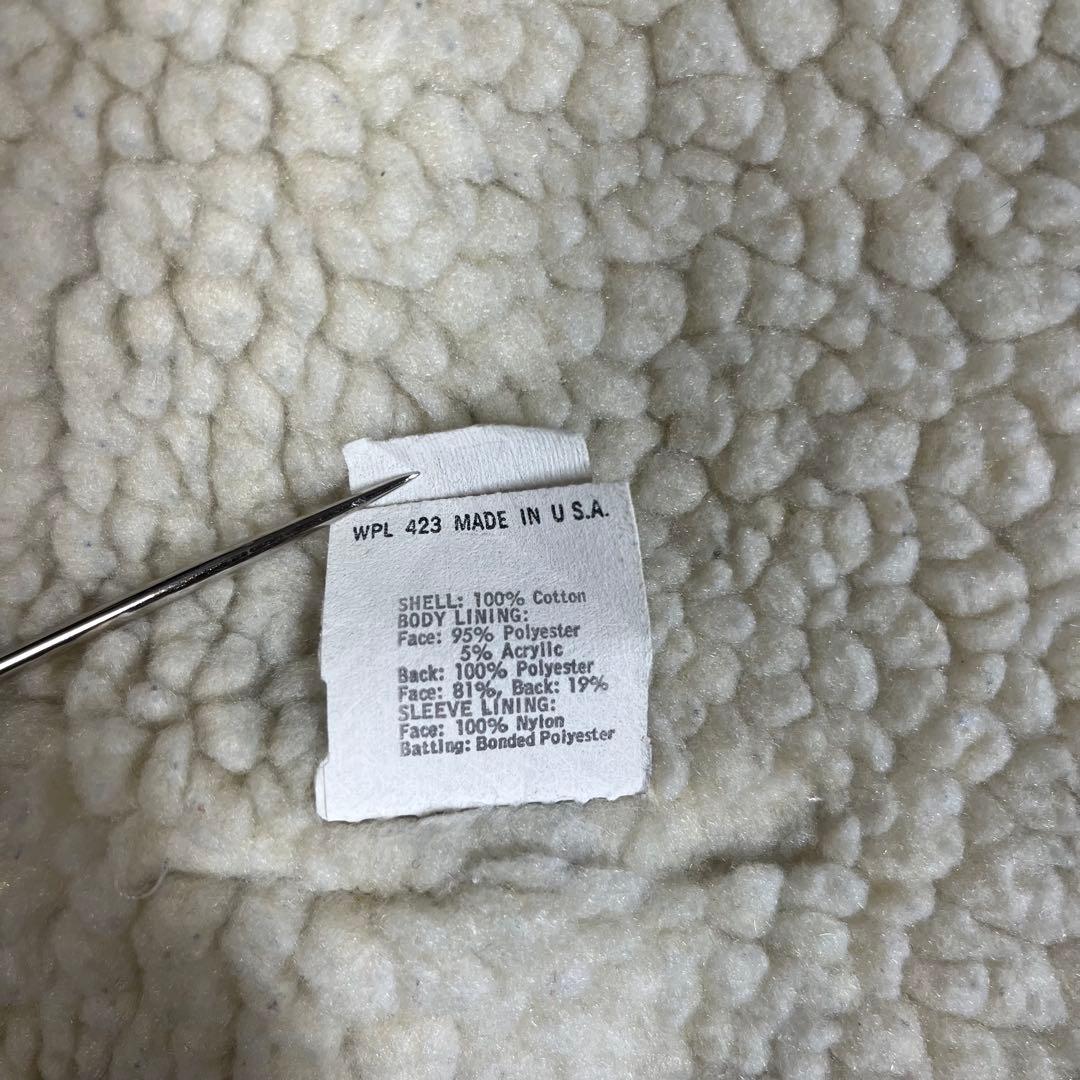 WPL 423 MADE IN U S.A.
SHELL: 100% Cotton
BODY LINING:
Face: 95% Polyester
5% Acrylic
Back: 100% Polyester
Face: 81%, Back: 19%
SLEEVE LINING:
Face: 100% Nylon
Batting: Bonded Polyester